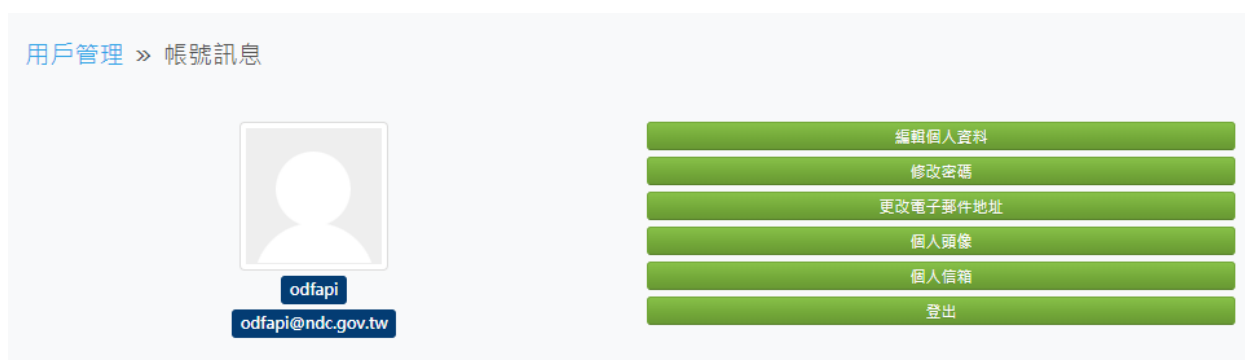 用戶管理 » 帳號訊息
odfapi
odfapi@ndc.gov.tw
編輯個人資料
修改密碼
更改電子郵件地址
個人頭像
個人信箱
登出